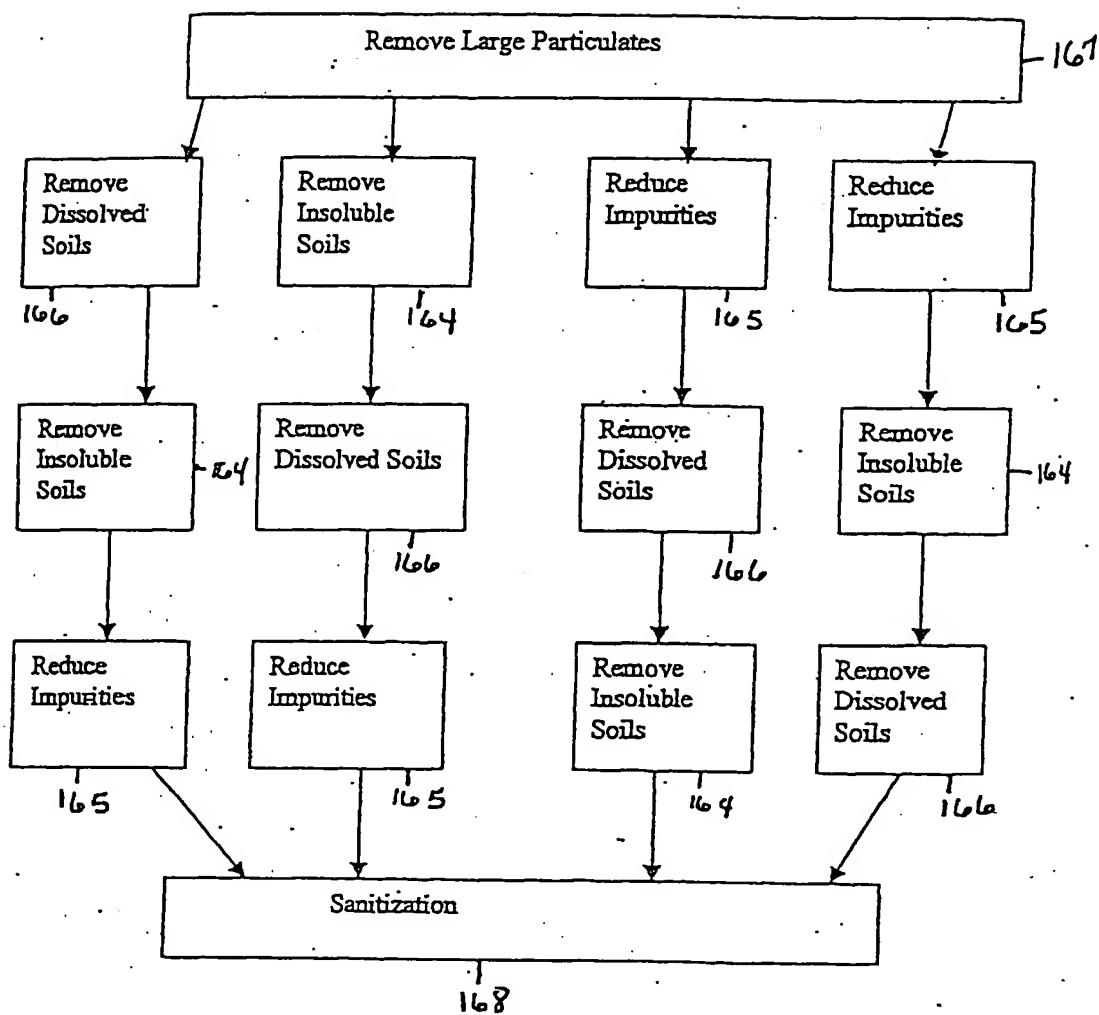 Remove Large Particulates
167
Remove
Dissolved
Soils
166
Remove
Insoluble
Soils
164
Reduce
Impurities
165
Reduce
Impurities
165
Remove
Insoluble
Soils
164
Remove
Dissolved Soils
166
Remove
Dissolved
Soils
166
Remove
Insoluble
Soils
164
Reduce
Impurities
165
Reduce
Impurities
165
Remove
Insoluble
Soils
164
Remove
Dissolved
Soils
166
Sanitization
168